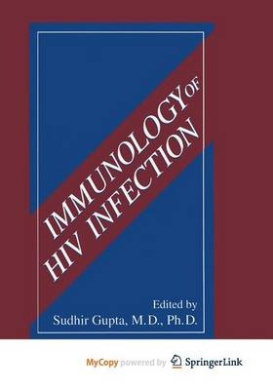 IMMUNOLOGY OF
HIV INFECTION
Edited by
Sudhir Gupta, M.D., Ph.D.
MyCopy powered by SpringerLink